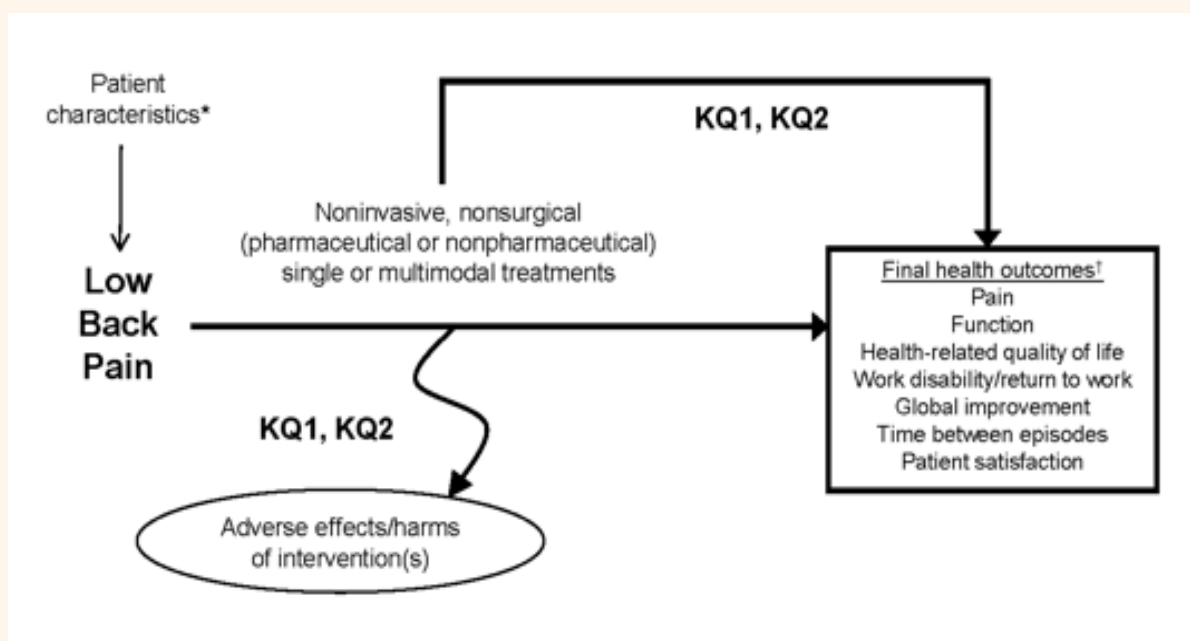 Patient
characteristics*
KQ1, KQ2
Noninvasive, nonsurgical
(pharmaceutical or nonpharmaceutical)
single or multimodal treatments
Low
Back
Pain
Final health outcomes†
Pain
Function
Health-related quality of life
Work disability/return to work
Global improvement
Time between episodes
Patient satisfaction
KQ1, KQ2
Adverse effects/harms
of intervention(s)